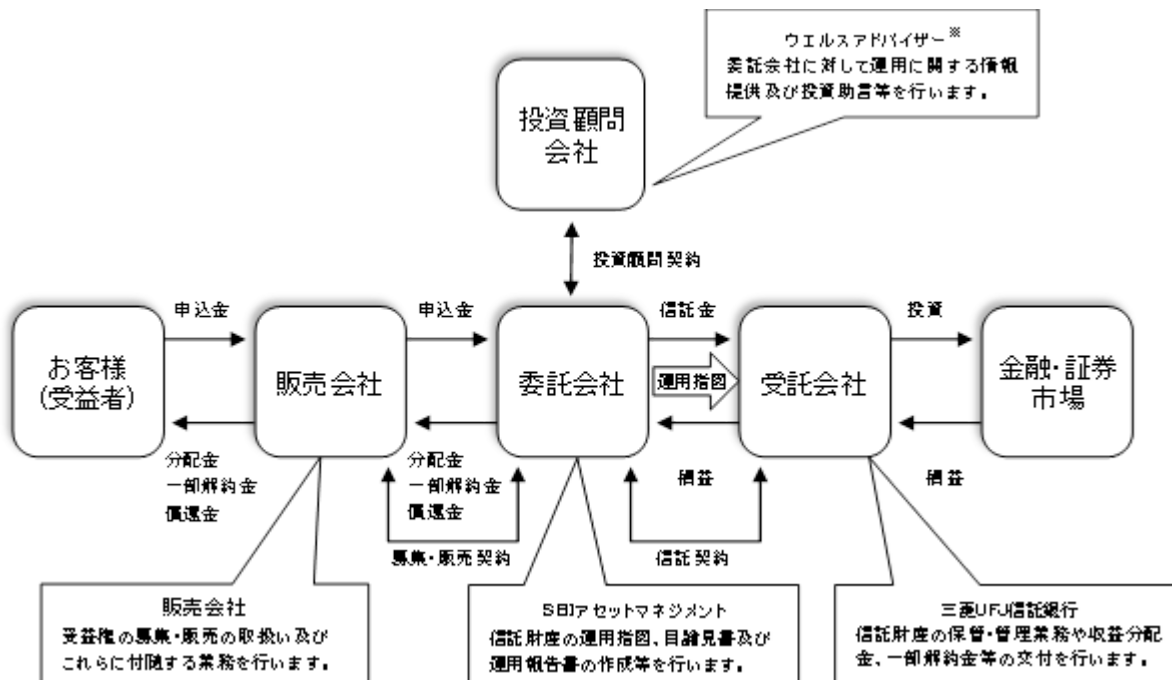 ウエルスアドバイザー※
委託会社に対して運用に関する情報
提供及び投資助言等を行います。
投資顧問
会社
投資顧問契約
申込金
申込金
信託金
投資
お客様
(受益者)
販売会社
委託会社
運用指図
受託会社
金融・証券
市場
分配金
一部解約金
償還金
分配金
一部解約金
償還金
損益
損益
募集・販売契約
信託契約
販売会社
受益権の募集・販売の取扱い及び
これらに付随する業務を行います。
SBIアセットマネジメント
信託財産の運用指図、目論見書及び
運用報告書の作成等を行います。
三菱UFJ信託銀行
信託財産の保管・管理業務や収益分配
金、一部解約金等の交付を行います。